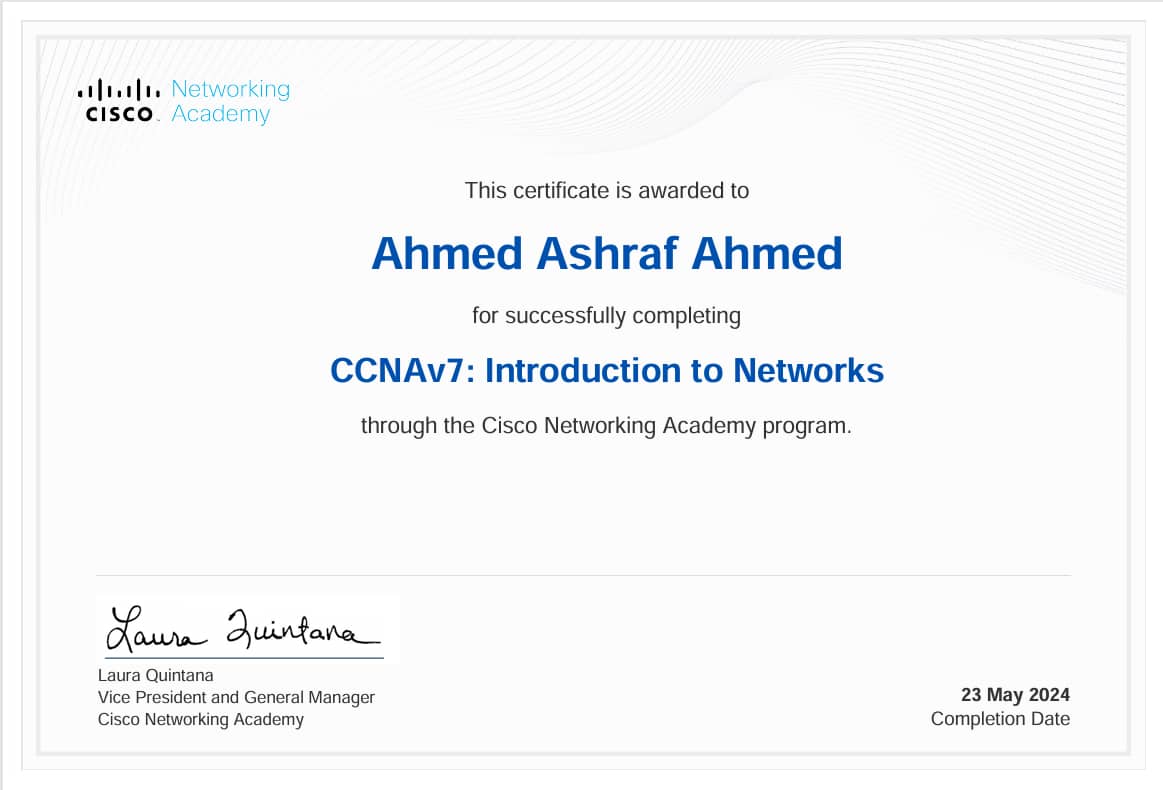 Networking
CISCO. Academy
This certificate is awarded to
Ahmed Ashraf Ahmed
for successfully completing
CCNAv7: Introduction to Networks
through the Cisco Networking Academy program.
Laura Quintana
Laura Quintana
Vice President and General Manager
Cisco Networking Academy
23 May 2024
Completion Date